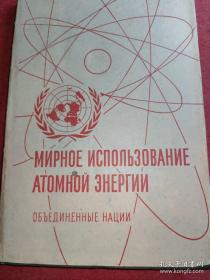 МИРНОЕ ИСПОЛЬЗОВАНИЕ
АТОМНОЙ ЭНЕРГИИ
ОБЪЕДИНЕННЫЕ НАЦИИ